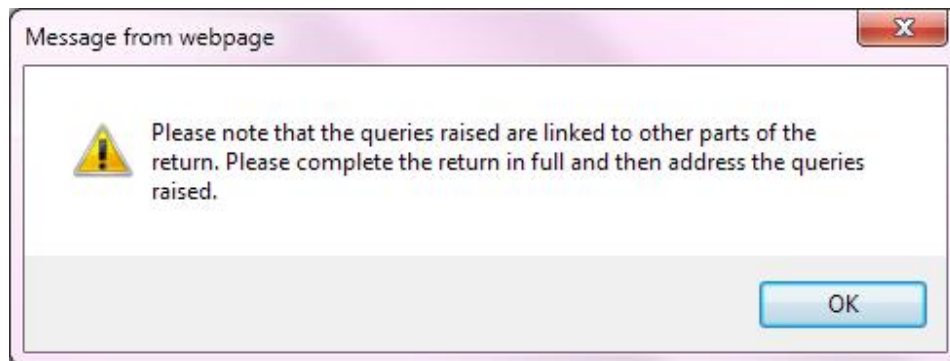 Message from webpage
Please note that the queries raised are linked to other parts of the
return. Please complete the return in full and then address the queries
raised.
OK